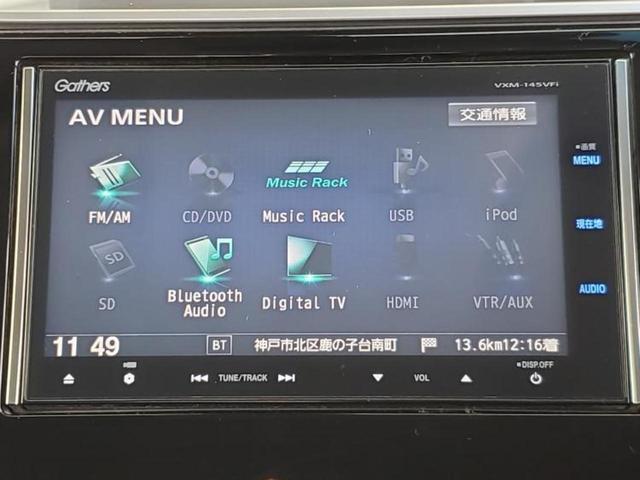 Gathers
VXM-145VFi
AV MENU
交通情報
画質
MENU
Music Rack
FM/AM
CD/DVD
Music Rack
USB
iPod
現在地
SD
SD
Bluetooth Audio
Digital TV
HDMI
VTR/AUX
AUDIO
11 49
BT
神戸市北区鹿の子台南町
13.6km12:16着
DISP.OFF
TUNE/TRACK
VOL